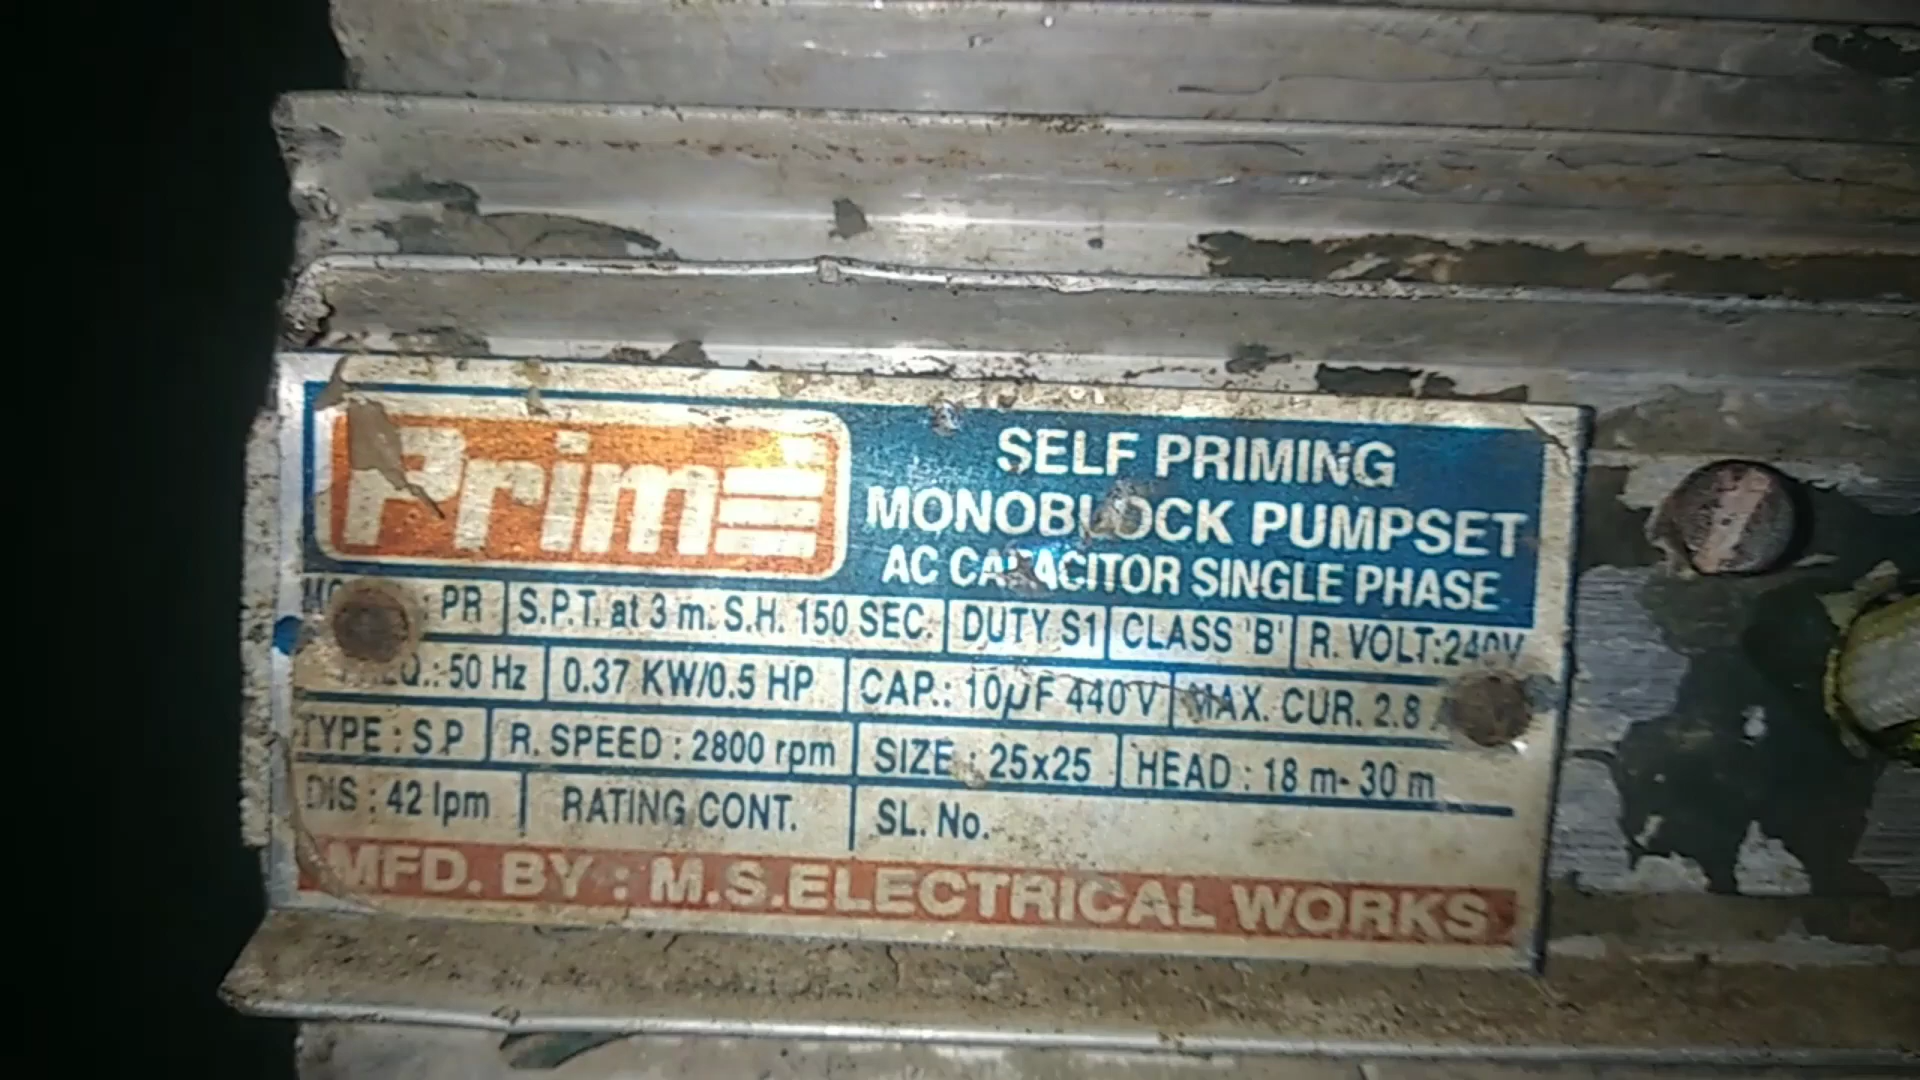 Prime
SELF PRIMING
MONOBLOCK PUMPSET
AC CAPACITOR SINGLE PHASE
PR S.P.T. at 3 m. S.H. 150 SEC. DUTY S1 CLASS 'B' R. VOLT:240V
50 Hz 0.37 KW/0.5 HP CAP.: 10µF 440 V MAX. CUR. 2.8 A
TYPE : S P R. SPEED : 2800 rpm SIZE : 25x25 HEAD : 18 m- 30 m
DIS : 42 lpm RATING CONT. SL. No.
MFD. BY : M.S.ELECTRICAL WORKS